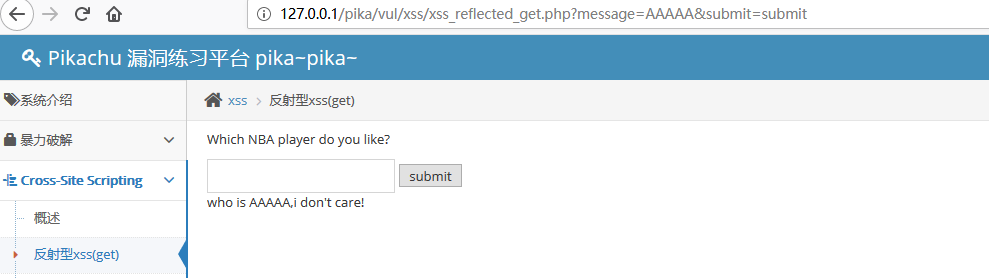 127.0.0.1/pika/vul/xss/xss_reflected_get.php?message=AAAAA&submit=submit
Pikachu 漏洞练习平台 pika~pika~
系统介绍
xss > 反射型xss(get)
暴力破解
Which NBA player do you like?
Cross-Site Scripting
submit
who is AAAAA,i don't care!
概述
反射型xss(get)